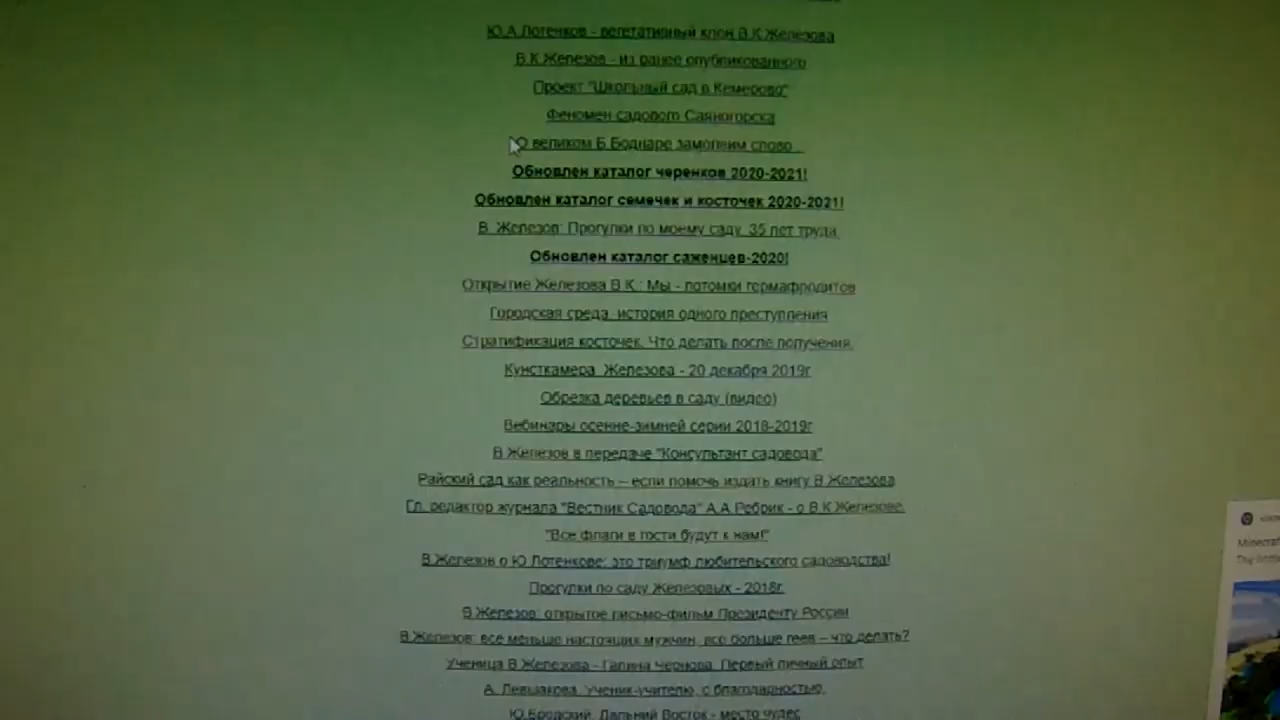 Ю.А.Лотенков - вегетативный клон В.К.Железова
В.К.Железов - из ранее опубликованного
Проект "Школьный сад в Кемерово"
Феномен садового Саяногорска
О великом Б.Боднаре замолвим слово...
Обновлен каталог черенков 2020-2021!
Обновлен каталог семечек и косточек 2020-2021!
В. Железов: Прогулки по моему саду. 35 лет труда.
Обновлен каталог саженцев-2020!
Открытие Железова В.К.: Мы - потомки гермафродитов
Городская среда: история одного преступления
Стратификация косточек. Что делать после получения.
Кунсткамера Железова - 20 декабря 2019г
Обрезка деревьев в саду (видео)
Вебинары осенне-зимней серии 2018-2019г
В.Железов в передаче "Консультант садовода"
Райский сад как реальность – если помочь издать книгу В.Железова
Гл. редактор журнала "Вестник Садовода" А.А.Ребрик - о В.К.Железове.
"Все флаги в гости будут к нам!"
В.Железов о Ю.Лотенкове: это триумф любительского садоводства!
Прогулки по саду Железовых - 2018г.
В.Железов: открытое письмо-фильм Президенту России
В.Железов: все меньше настоящих мужчин, все больше геев – что делать?
Ученица В.Железова - Галина Чернова. Первый личный опыт
А. Левшакова. Ученик-учителю, с благодарностью.
Ю.Бродский. Дальний Восток - место чудес
Minecraft